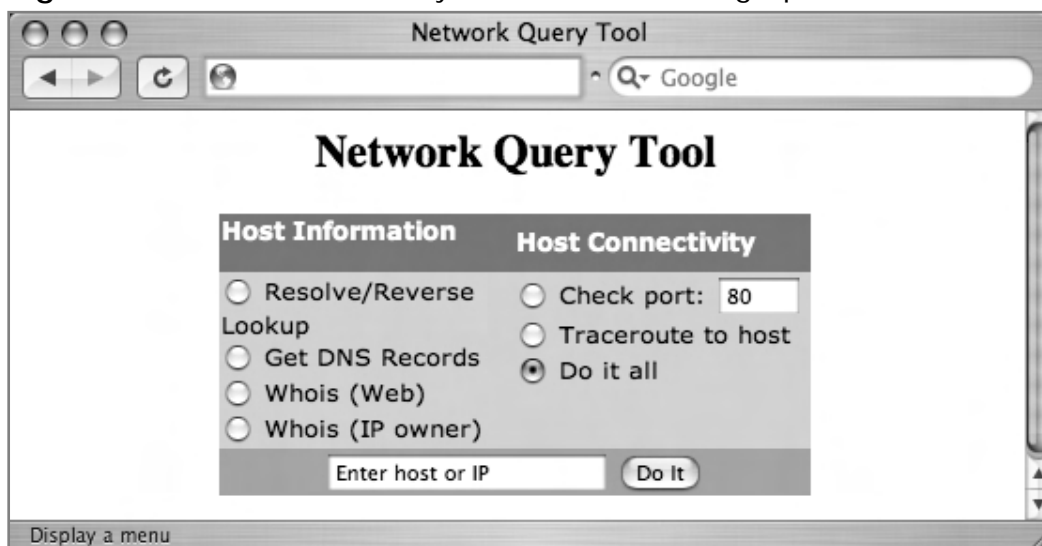 Network Query Tool
Google
Network Query Tool
Host Information
Host Connectivity
Resolve/Reverse
Lookup
Get DNS Records
Whois (Web)
Whois (IP owner)
Check port: 80
Traceroute to host
Do it all
Enter host or IP
Do It
Display a menu